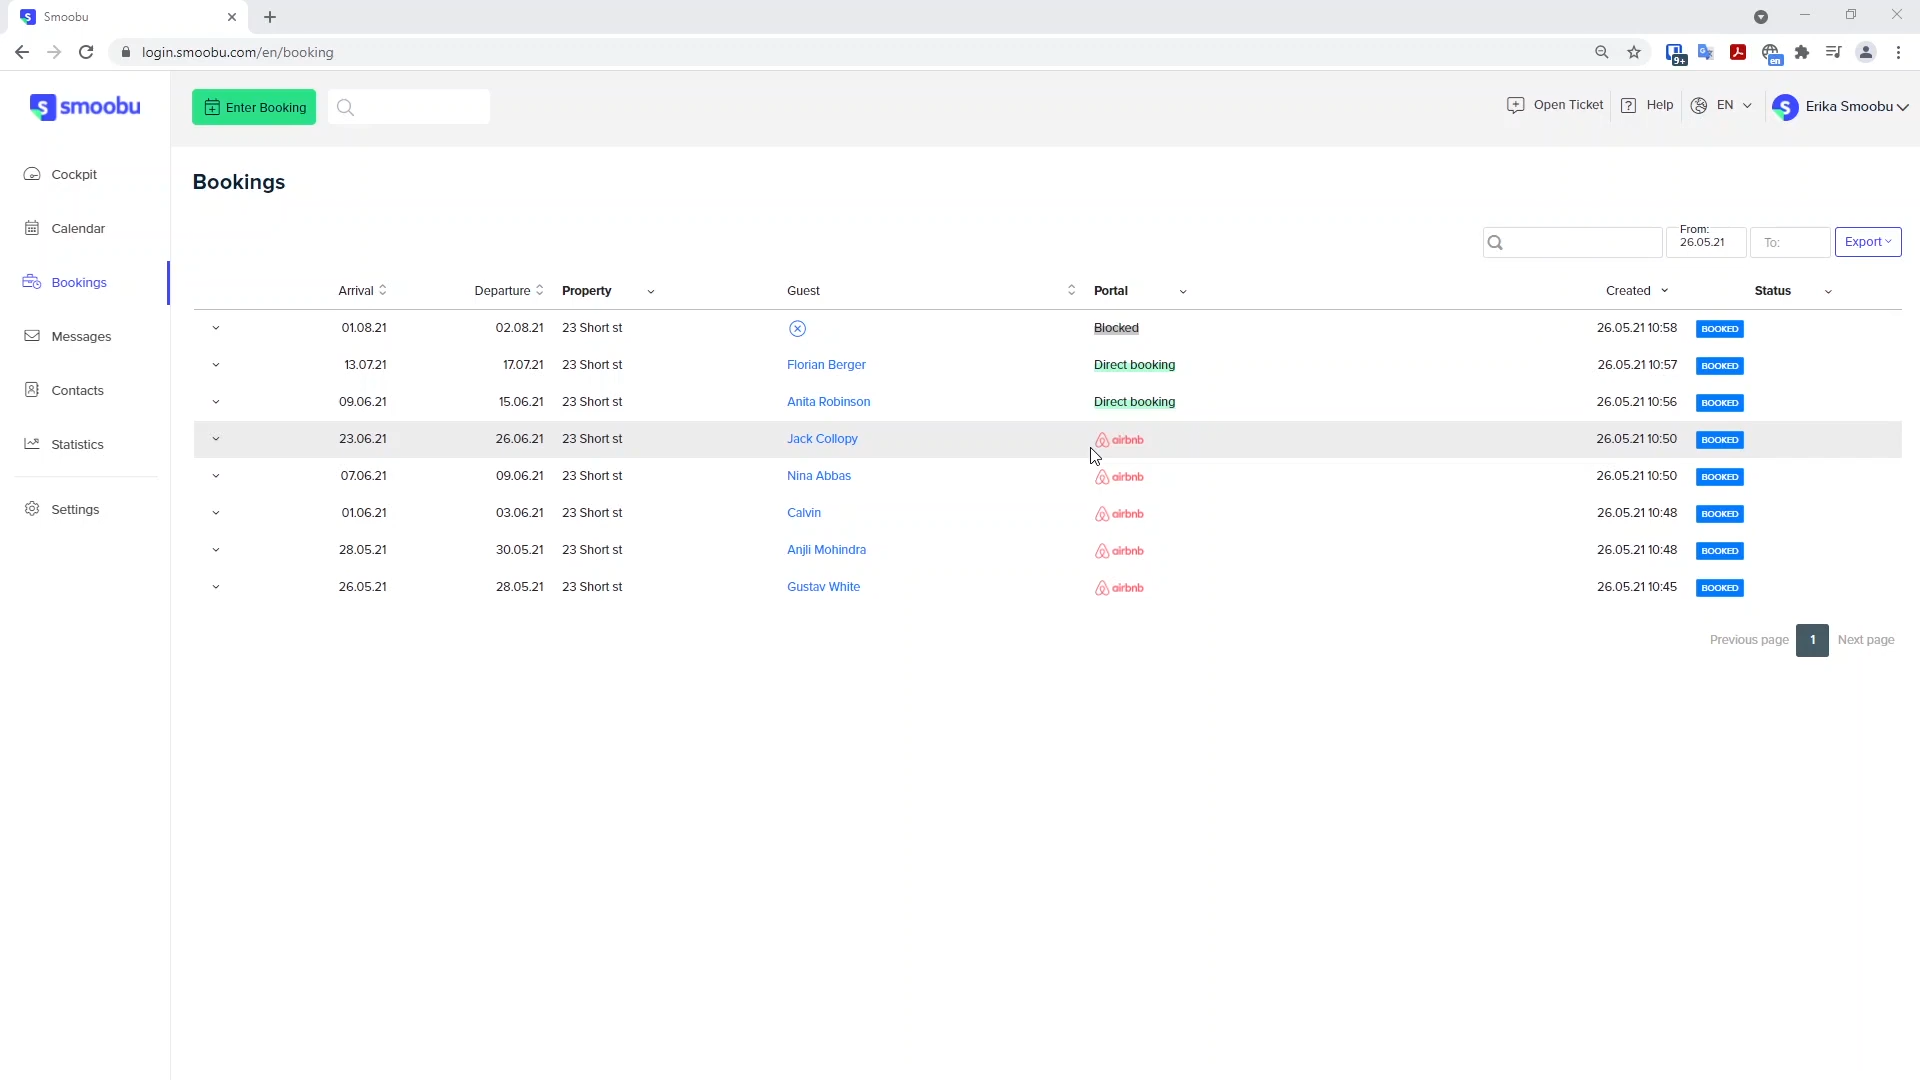 Smoobu
login.smoobu.com/en/booking
9+
en
smoobu
Enter Booking
Open Ticket
Help
EN
Erika Smoobu
Cockpit
Calendar
Bookings
Messages
Contacts
Statistics
Settings
Bookings
From:
26.05.21
To:
Export
Arrival Departure Property Guest Portal Created Status
01.08.21 02.08.21 23 Short st Blocked 26.05.21 10:58 BOOKED
13.07.21 17.07.21 23 Short st Florian Berger Direct booking 26.05.21 10:57 BOOKED
09.06.21 15.06.21 23 Short st Anita Robinson Direct booking 26.05.21 10:56 BOOKED
23.06.21 26.06.21 23 Short st Jack Collopy airbnb 26.05.21 10:50 BOOKED
07.06.21 09.06.21 23 Short st Nina Abbas airbnb 26.05.21 10:50 BOOKED
01.06.21 03.06.21 23 Short st Calvin airbnb 26.05.21 10:48 BOOKED
28.05.21 30.05.21 23 Short st Anjli Mohindra airbnb 26.05.21 10:48 BOOKED
26.05.21 28.05.21 23 Short st Gustav White airbnb 26.05.21 10:45 BOOKED
Previous page 1 Next page